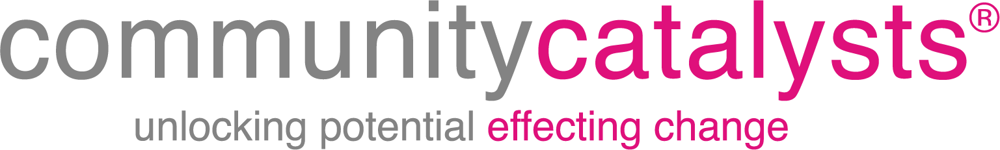 communitycatalysts®
unlocking potential effecting change